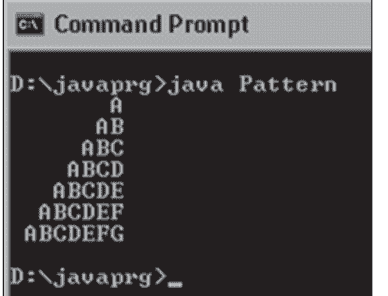 C:\ Command Prompt
D:\javaprg>java Pattern
A
AB
ABC
ABCD
ABCDE
ABCDEF
ABCDEFG
D:\javaprg>_